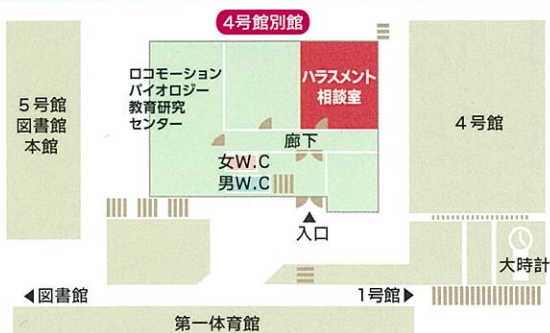 4号館別館
ロコモーション
バイオロジー
教育研究
センター
ハラスメント
相談室
5号館
図書館
本館
4号館
廊下
女W.C
男W.C
入口
大時計
◀図書館
1号館▶
第一体育館